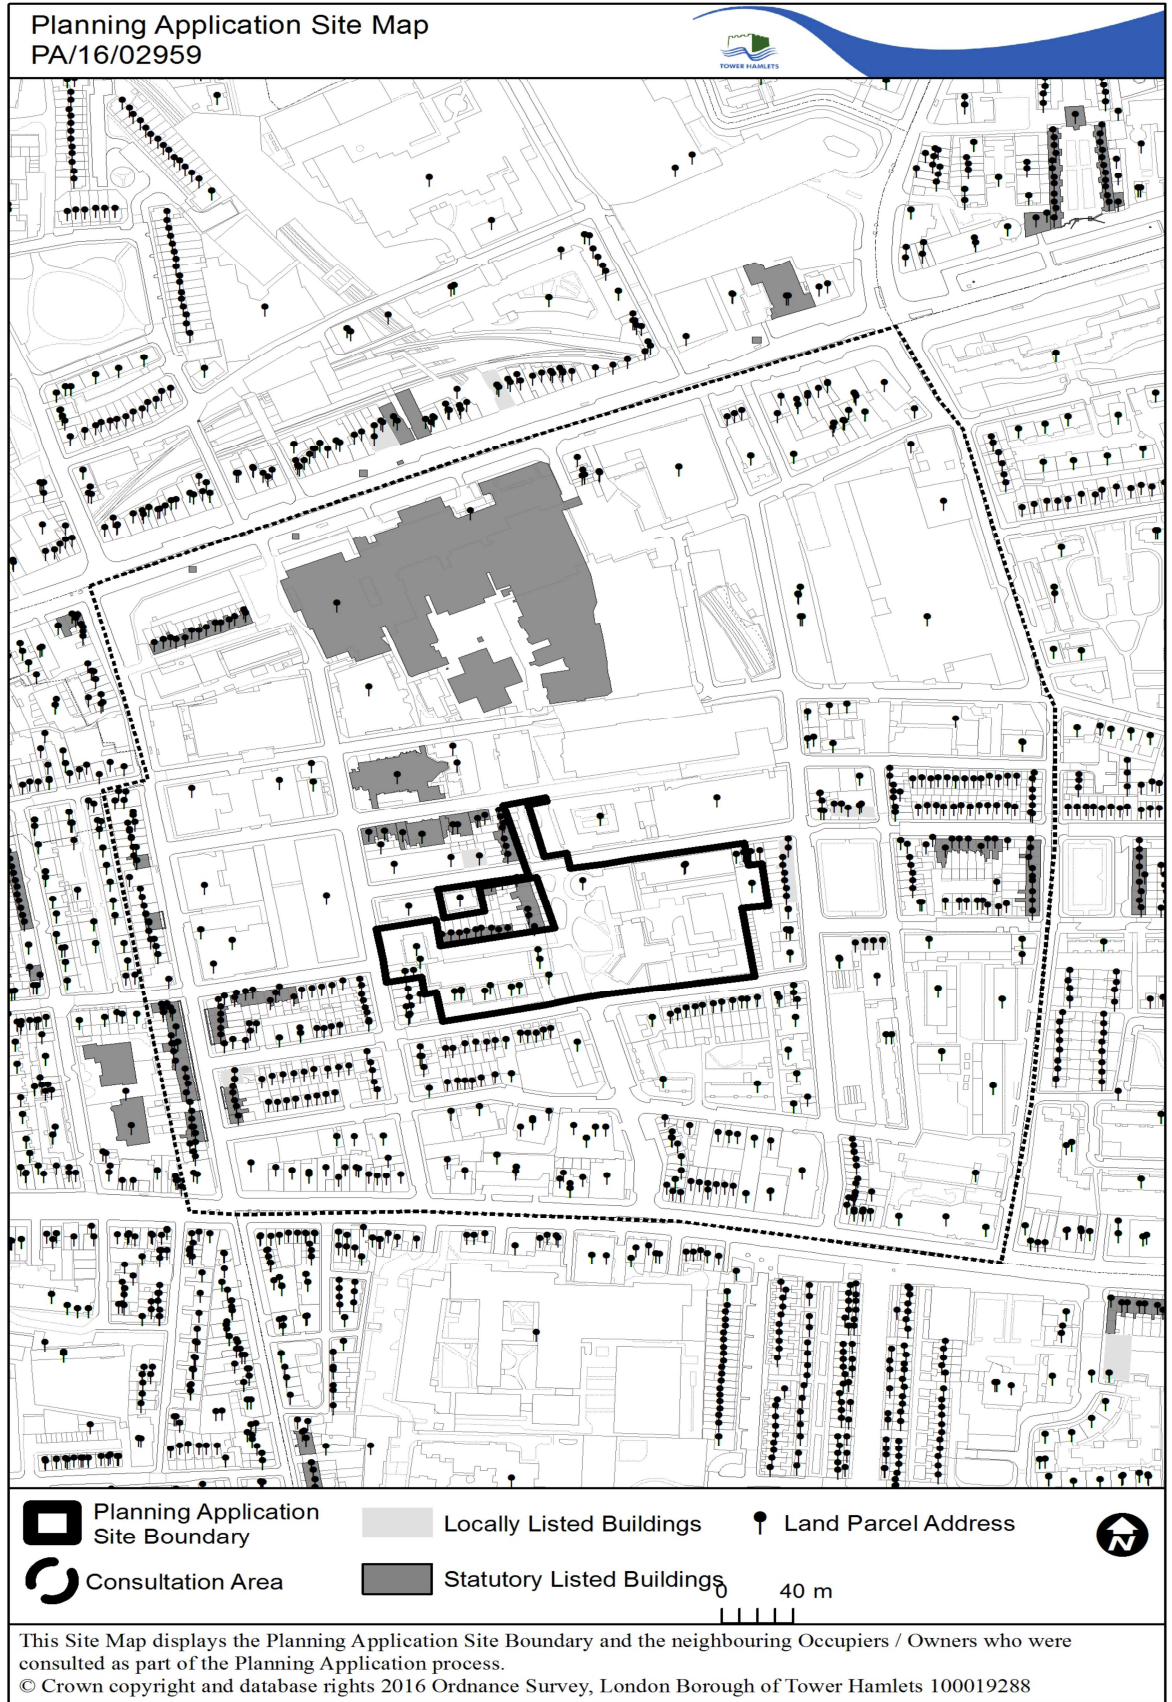 Planning Application Site Map
PA/16/02959
TOWER HAMLETS
Planning Application
Site Boundary
Locally Listed Buildings
Land Parcel Address
N
Consultation Area
Statutory Listed Buildings
0 40 m
This Site Map displays the Planning Application Site Boundary and the neighbouring Occupiers / Owners who were
consulted as part of the Planning Application process.
© Crown copyright and database rights 2016 Ordnance Survey, London Borough of Tower Hamlets 100019288